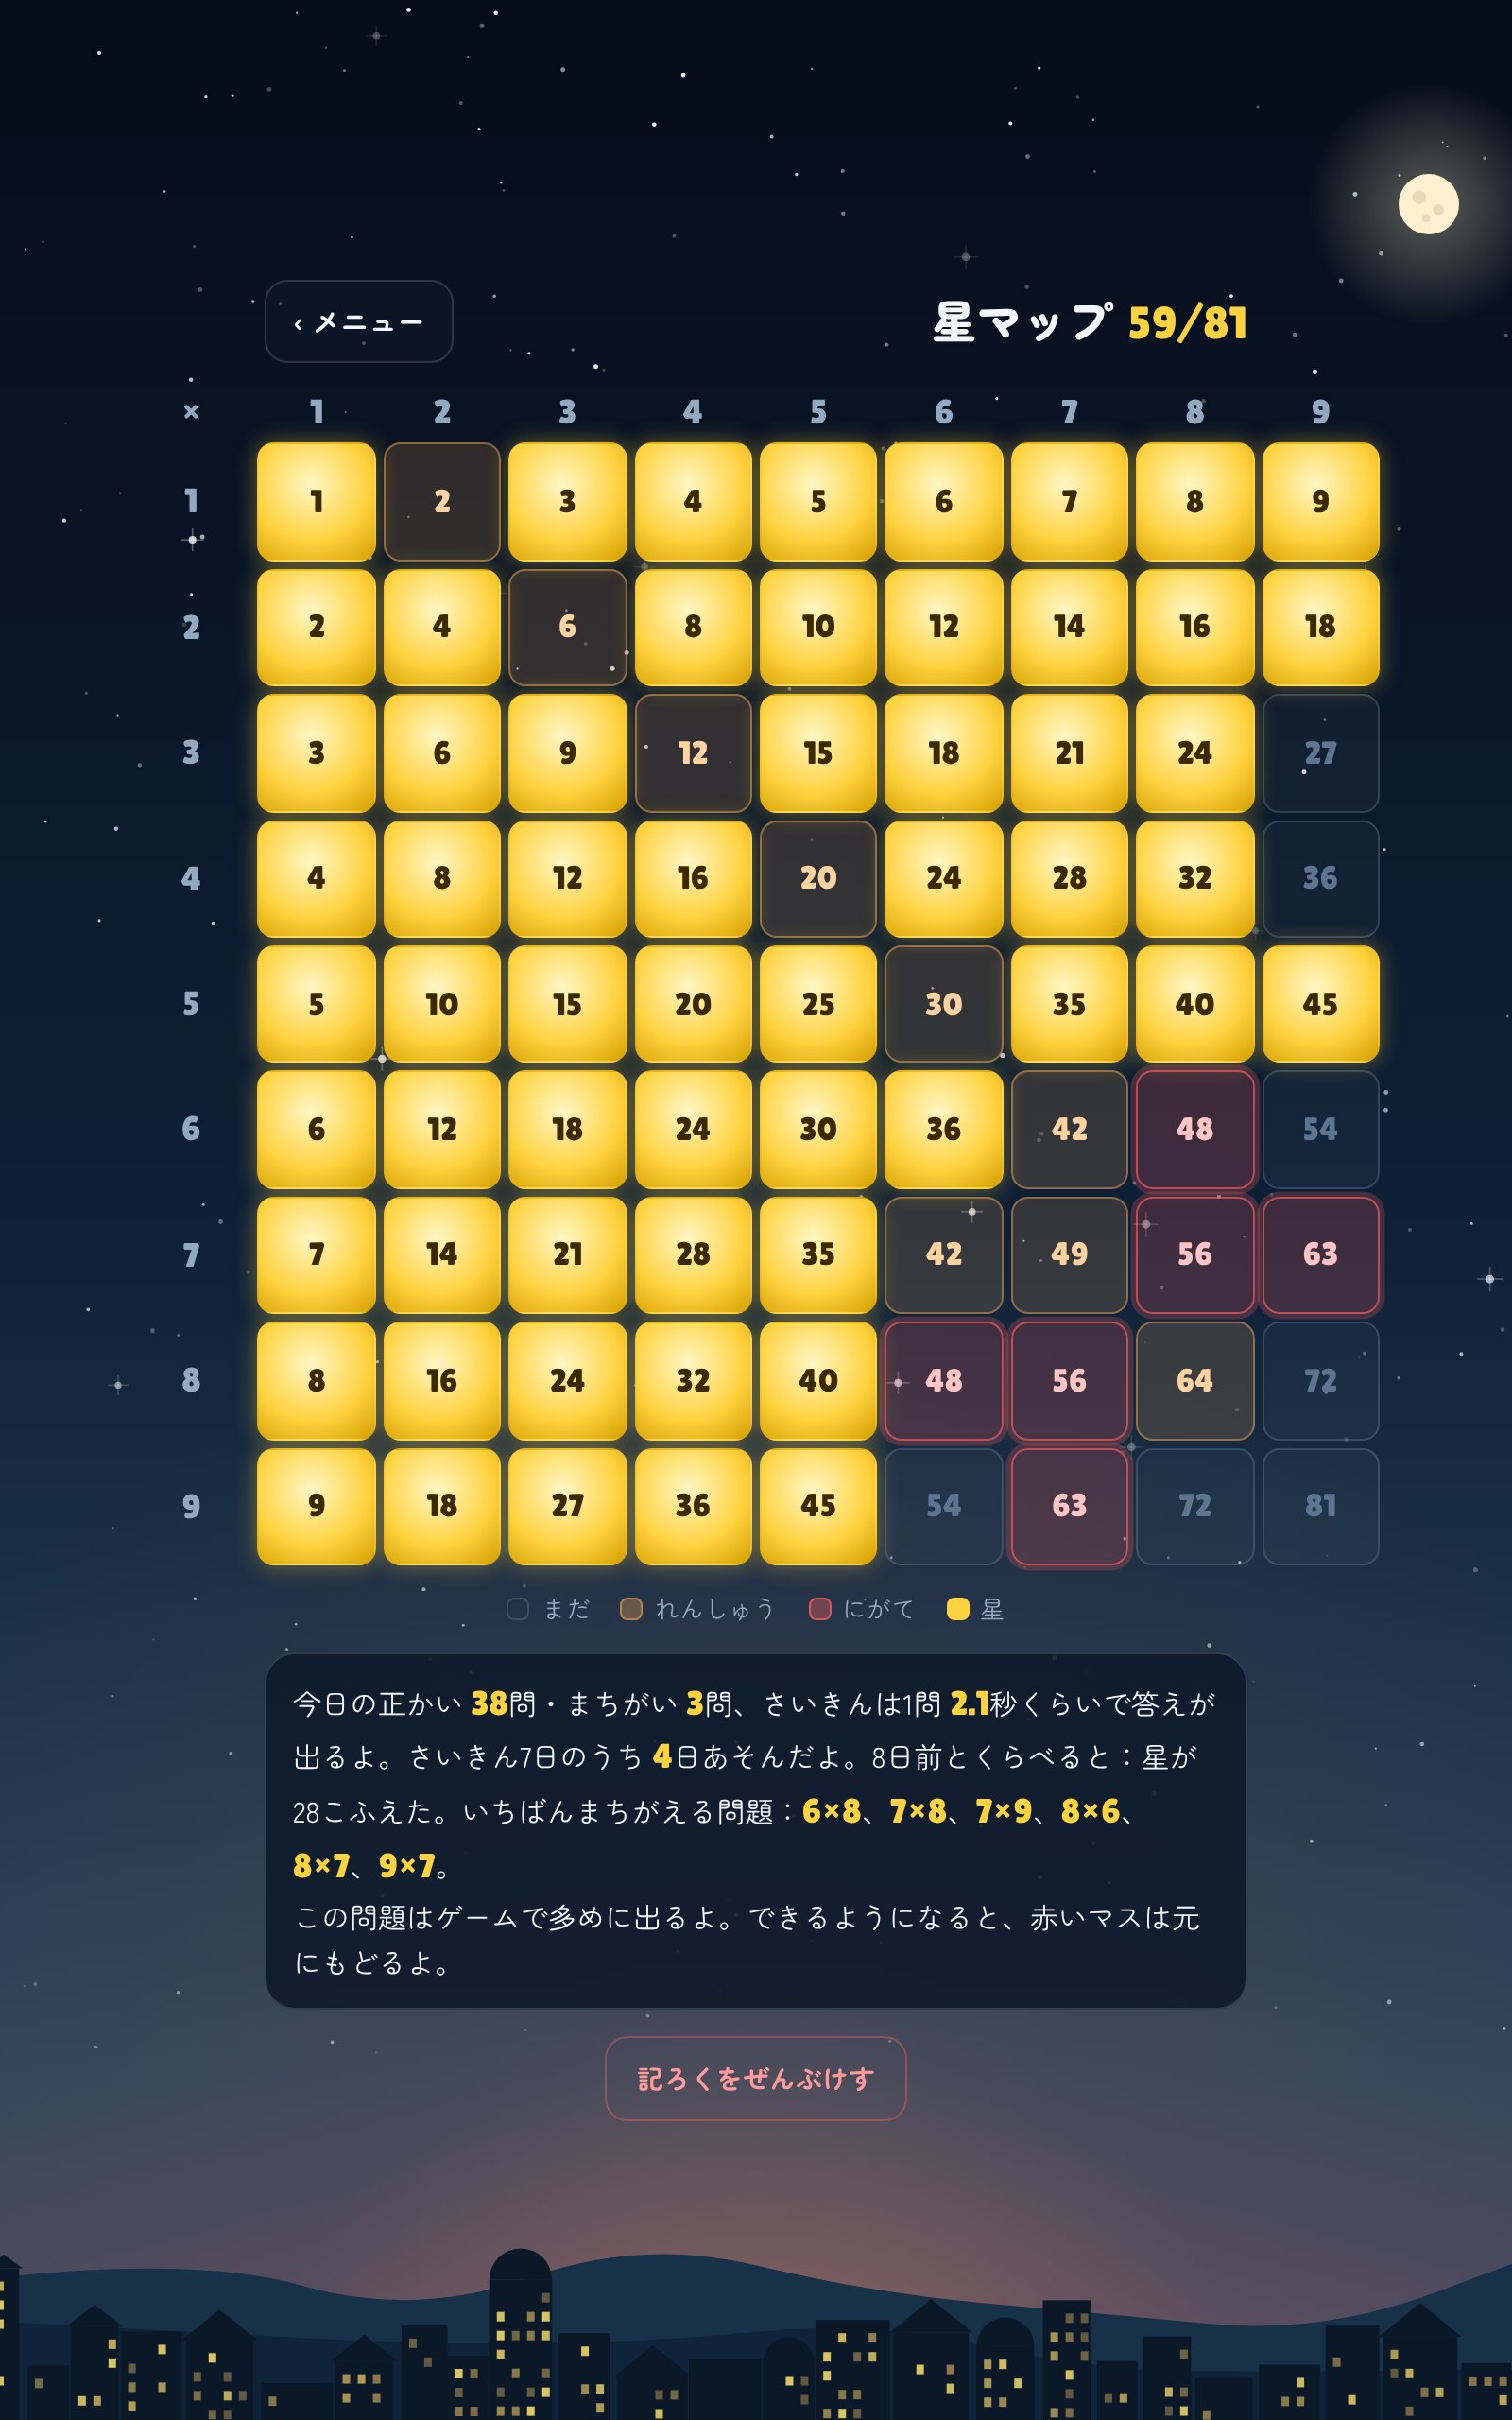 ‹ メニュー
星マップ 59/81
× 1 2 3 4 5 6 7 8 9
1 1 2 3 4 5 6 7 8 9
2 2 4 6 8 10 12 14 16 18
3 3 6 9 12 15 18 21 24 27
4 4 8 12 16 20 24 28 32 36
5 5 10 15 20 25 30 35 40 45
6 6 12 18 24 30 36 42 48 54
7 7 14 21 28 35 42 49 56 63
8 8 16 24 32 40 48 56 64 72
9 9 18 27 36 45 54 63 72 81
まだ れんしゅう にがて 星
今日の正かい 38問・まちがい 3問、さいきんは1問 2.1秒くらいで答えが
出るよ。さいきん7日のうち 4日あそんだよ。8日前とくらべると：星が
28こふえた。いちばんまちがえる問題：6×8、7×8、7×9、8×6、
8×7、9×7。
この問題はゲームで多めに出るよ。できるようになると、赤いマスは元
にもどるよ。
記ろくをぜんぶけす